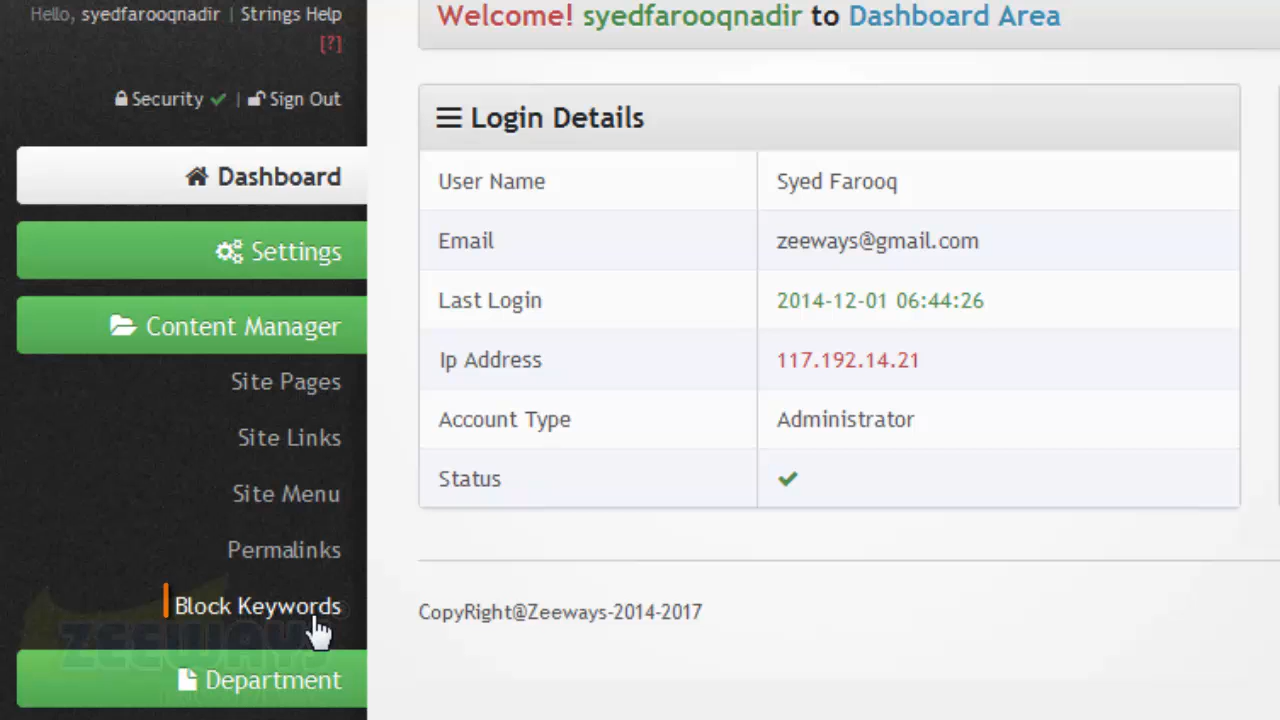 Hello, syedfarooqnadir | Strings Help
[?]
Security | Sign Out
Dashboard
Settings
Content Manager
Site Pages
Site Links
Site Menu
Permalinks
Block Keywords
ZEEWAYS
Department
Welcome! syedfarooqnadir to Dashboard Area
Login Details
User Name Syed Farooq
Email zeeways@gmail.com
Last Login 2014-12-01 06:44:26
Ip Address 117.192.14.21
Account Type Administrator
Status
CopyRight@Zeeways-2014-2017